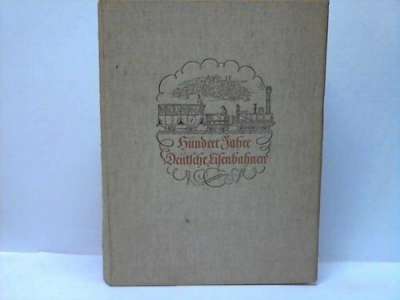 Hundert Jahre
Deutsche Eisenbahnen